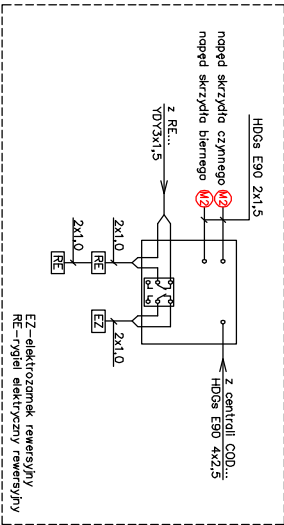 HDGs E90 2x1,5
napęd skrzydła czynnego
M2
napęd skrzydła biernego
M2
z centrali COD...
HDGs E90 4x2,5
z RE...
YDY3x1,5
2x1,0
RE
2x1,0
RE
EZ
2x1,0
EZ-elektrozamek rewersyjny
RE-rygiel elektryczny rewersyjny